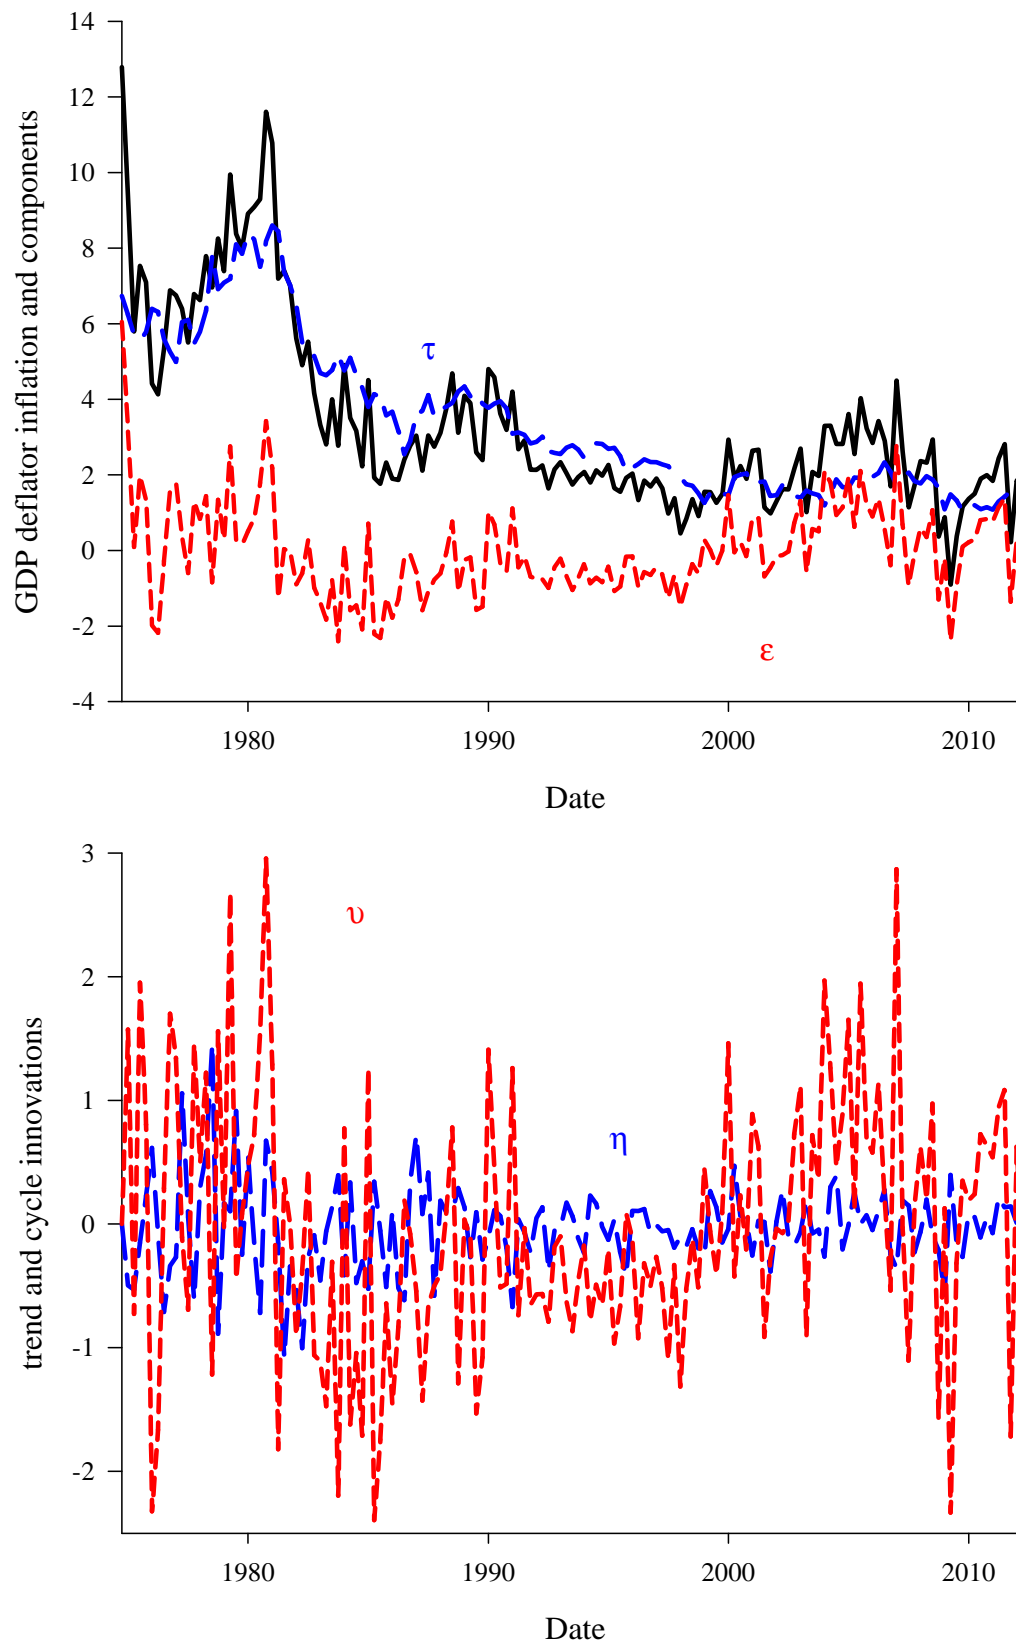 GDP deflator inflation and components
14
12
10
8
6
4
2
0
-2
-4
τ
ε
1980 1990 2000 2010
Date
trend and cycle innovations
3
2
1
0
-1
-2
υ
η
1980 1990 2000 2010
Date